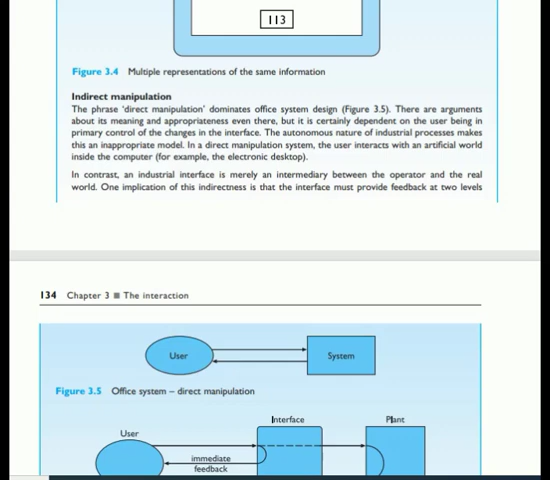 113
Figure 3.4 Multiple representations of the same information
Indirect manipulation
The phrase ‘direct manipulation’ dominates office system design (Figure 3.5). There are arguments
about its meaning and appropriateness even there, but it is certainly dependent on the user being in
primary control of the changes in the interface. The autonomous nature of industrial processes makes
this an inappropriate model. In a direct manipulation system, the user interacts with an artificial world
inside the computer (for example, the electronic desktop).
In contrast, an industrial interface is merely an intermediary between the operator and the real
world. One implication of this indirectness is that the interface must provide feedback at two levels
134 Chapter 3 ■ The interaction
User
System
Figure 3.5 Office system – direct manipulation
Interface
Plant
User
immediate
feedback